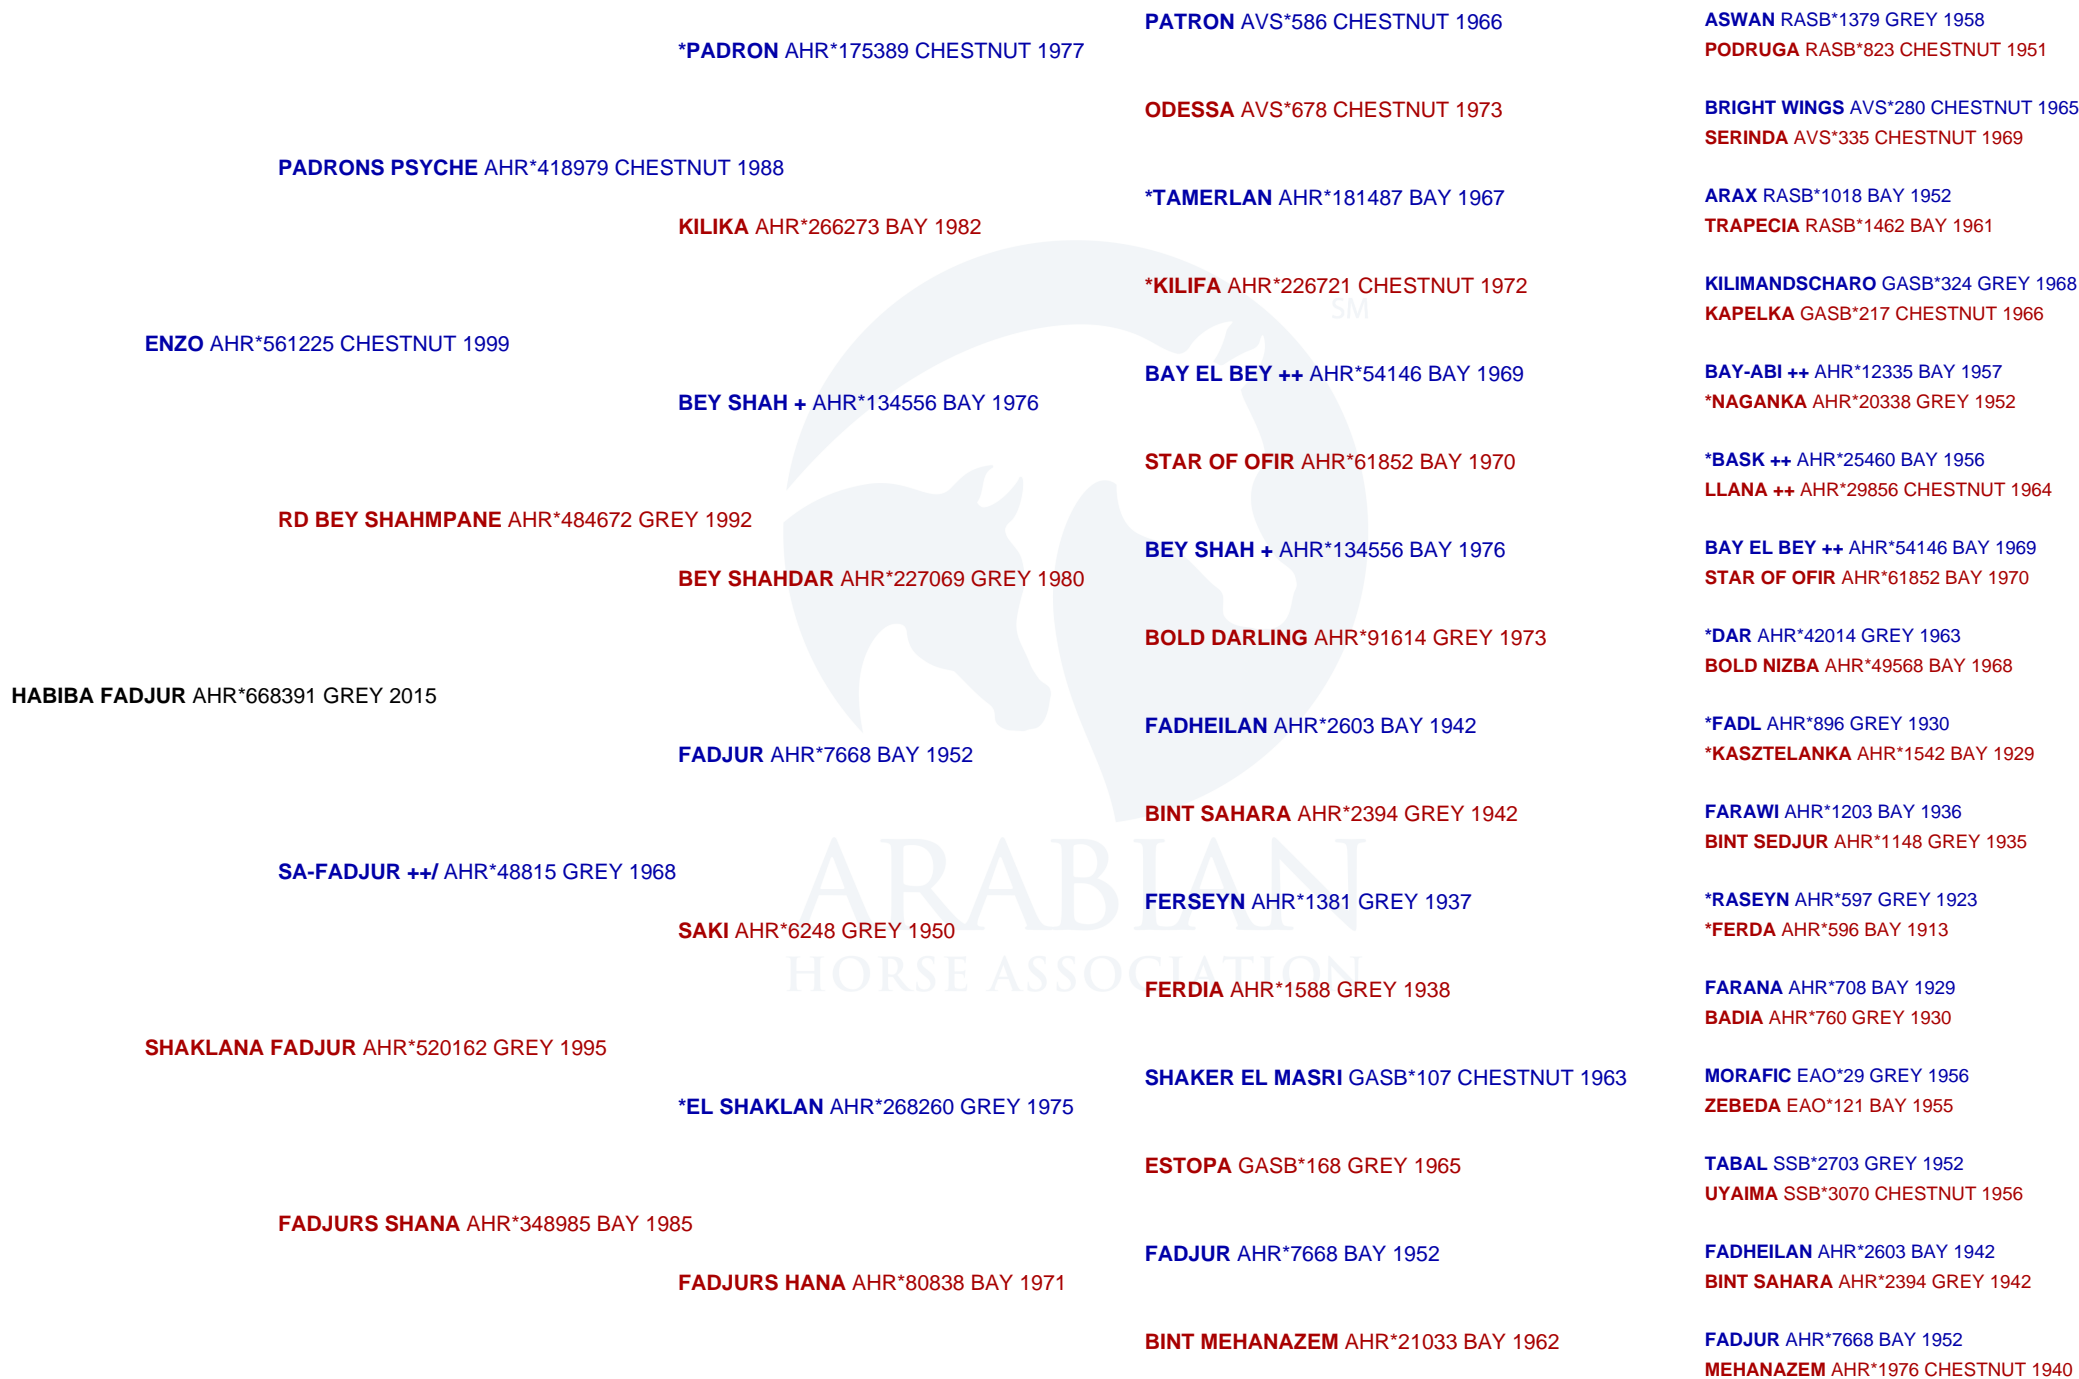 PATRON AVS*586 CHESTNUT 1966
ASWAN RASB*1379 GREY 1958
*PADRON AHR*175389 CHESTNUT 1977
PODRUGA RASB*823 CHESTNUT 1951
ODESSA AVS*678 CHESTNUT 1973
BRIGHT WINGS AVS*280 CHESTNUT 1965
SERINDA AVS*335 CHESTNUT 1969
PADRONS PSYCHE AHR*418979 CHESTNUT 1988
*TAMERLAN AHR*181487 BAY 1967
ARAX RASB*1018 BAY 1952
KILIKA AHR*266273 BAY 1982
TRAPECIA RASB*1462 BAY 1961
*KILIFA AHR*226721 CHESTNUT 1972
KILIMANDSCHARO GASB*324 GREY 1968
SM
KAPELKA GASB*217 CHESTNUT 1966
ENZO AHR*561225 CHESTNUT 1999
BAY EL BEY ++ AHR*54146 BAY 1969
BAY-ABI ++ AHR*12335 BAY 1957
BEY SHAH + AHR*134556 BAY 1976
*NAGANKA AHR*20338 GREY 1952
STAR OF OFIR AHR*61852 BAY 1970
*BASK ++ AHR*25460 BAY 1956
LLANA ++ AHR*29856 CHESTNUT 1964
RD BEY SHAHMPANE AHR*484672 GREY 1992
BEY SHAH + AHR*134556 BAY 1976
BAY EL BEY ++ AHR*54146 BAY 1969
BEY SHAHDAR AHR*227069 GREY 1980
STAR OF OFIR AHR*61852 BAY 1970
BOLD DARLING AHR*91614 GREY 1973
*DAR AHR*42014 GREY 1963
BOLD NIZBA AHR*49568 BAY 1968
HABIBA FADJUR AHR*668391 GREY 2015
FADHEILAN AHR*2603 BAY 1942
*FADL AHR*896 GREY 1930
FADJUR AHR*7668 BAY 1952
*KASZTELANKA AHR*1542 BAY 1929
BINT SAHARA AHR*2394 GREY 1942
FARAWI AHR*1203 BAY 1936
BINT SEDJUR AHR*1148 GREY 1935
SA-FADJUR ++/ AHR*48815 GREY 1968
ARABIAN
FERSEYN AHR*1381 GREY 1937
*RASEYN AHR*597 GREY 1923
SAKI AHR*6248 GREY 1950
*FERDA AHR*596 BAY 1913
HORSE ASSOCIATION
FERDIA AHR*1588 GREY 1938
FARANA AHR*708 BAY 1929
BADIA AHR*760 GREY 1930
SHAKLANA FADJUR AHR*520162 GREY 1995
SHAKER EL MASRI GASB*107 CHESTNUT 1963
MORAFIC EAO*29 GREY 1956
*EL SHAKLAN AHR*268260 GREY 1975
ZEBEDA EAO*121 BAY 1955
ESTOPA GASB*168 GREY 1965
TABAL SSB*2703 GREY 1952
UYAIMA SSB*3070 CHESTNUT 1956
FADJURS SHANA AHR*348985 BAY 1985
FADJUR AHR*7668 BAY 1952
FADHEILAN AHR*2603 BAY 1942
FADJURS HANA AHR*80838 BAY 1971
BINT SAHARA AHR*2394 GREY 1942
BINT MEHANAZEM AHR*21033 BAY 1962
FADJUR AHR*7668 BAY 1952
MEHANAZEM AHR*1976 CHESTNUT 1940